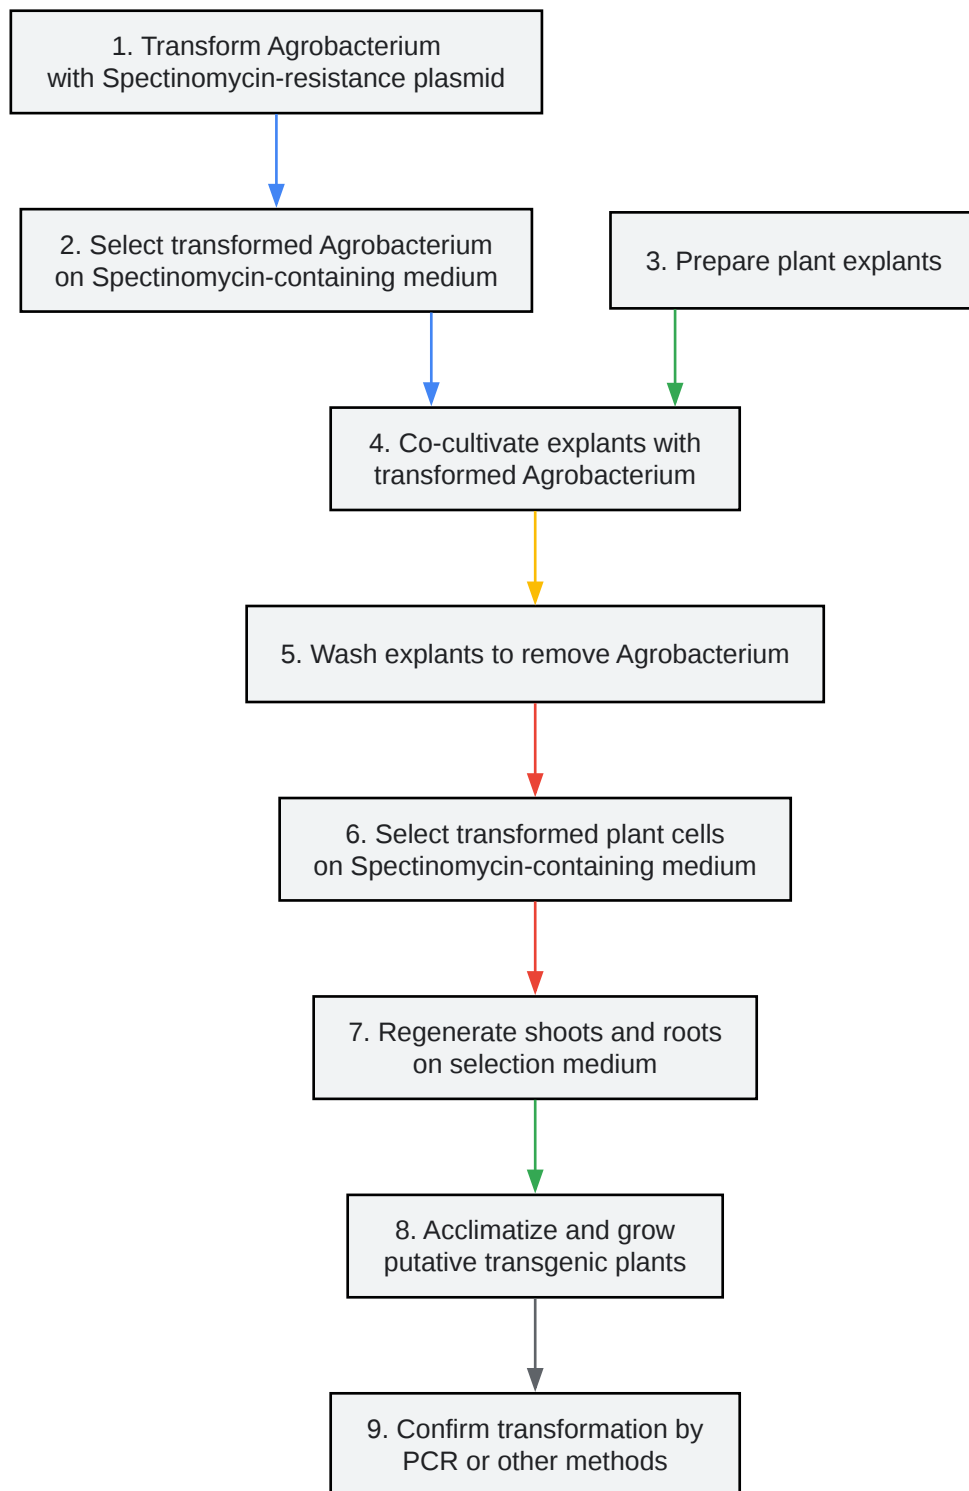 1. Transform Agrobacterium
with Spectinomycin-resistance plasmid
2. Select transformed Agrobacterium
on Spectinomycin-containing medium
3. Prepare plant explants
4. Co-cultivate explants with
transformed Agrobacterium
5. Wash explants to remove Agrobacterium
6. Select transformed plant cells
on Spectinomycin-containing medium
7. Regenerate shoots and roots
on selection medium
8. Acclimatize and grow
putative transgenic plants
9. Confirm transformation by
PCR or other methods